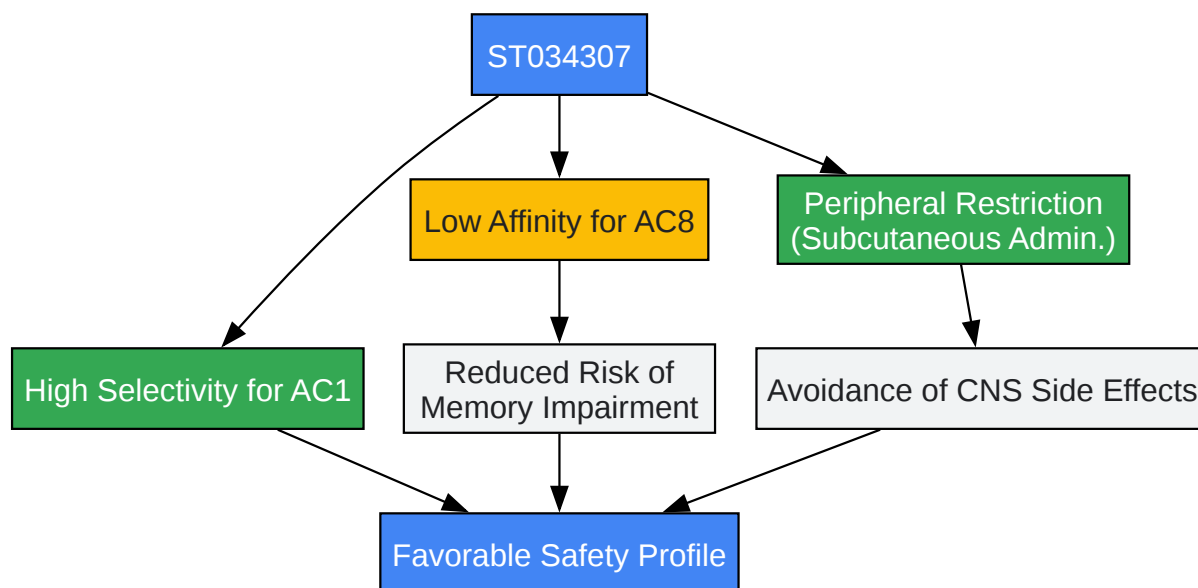 ST034307
Low Affinity for AC8
Peripheral Restriction
(Subcutaneous Admin.)
High Selectivity for AC1
Reduced Risk of
Memory Impairment
Avoidance of CNS Side Effects
Favorable Safety Profile